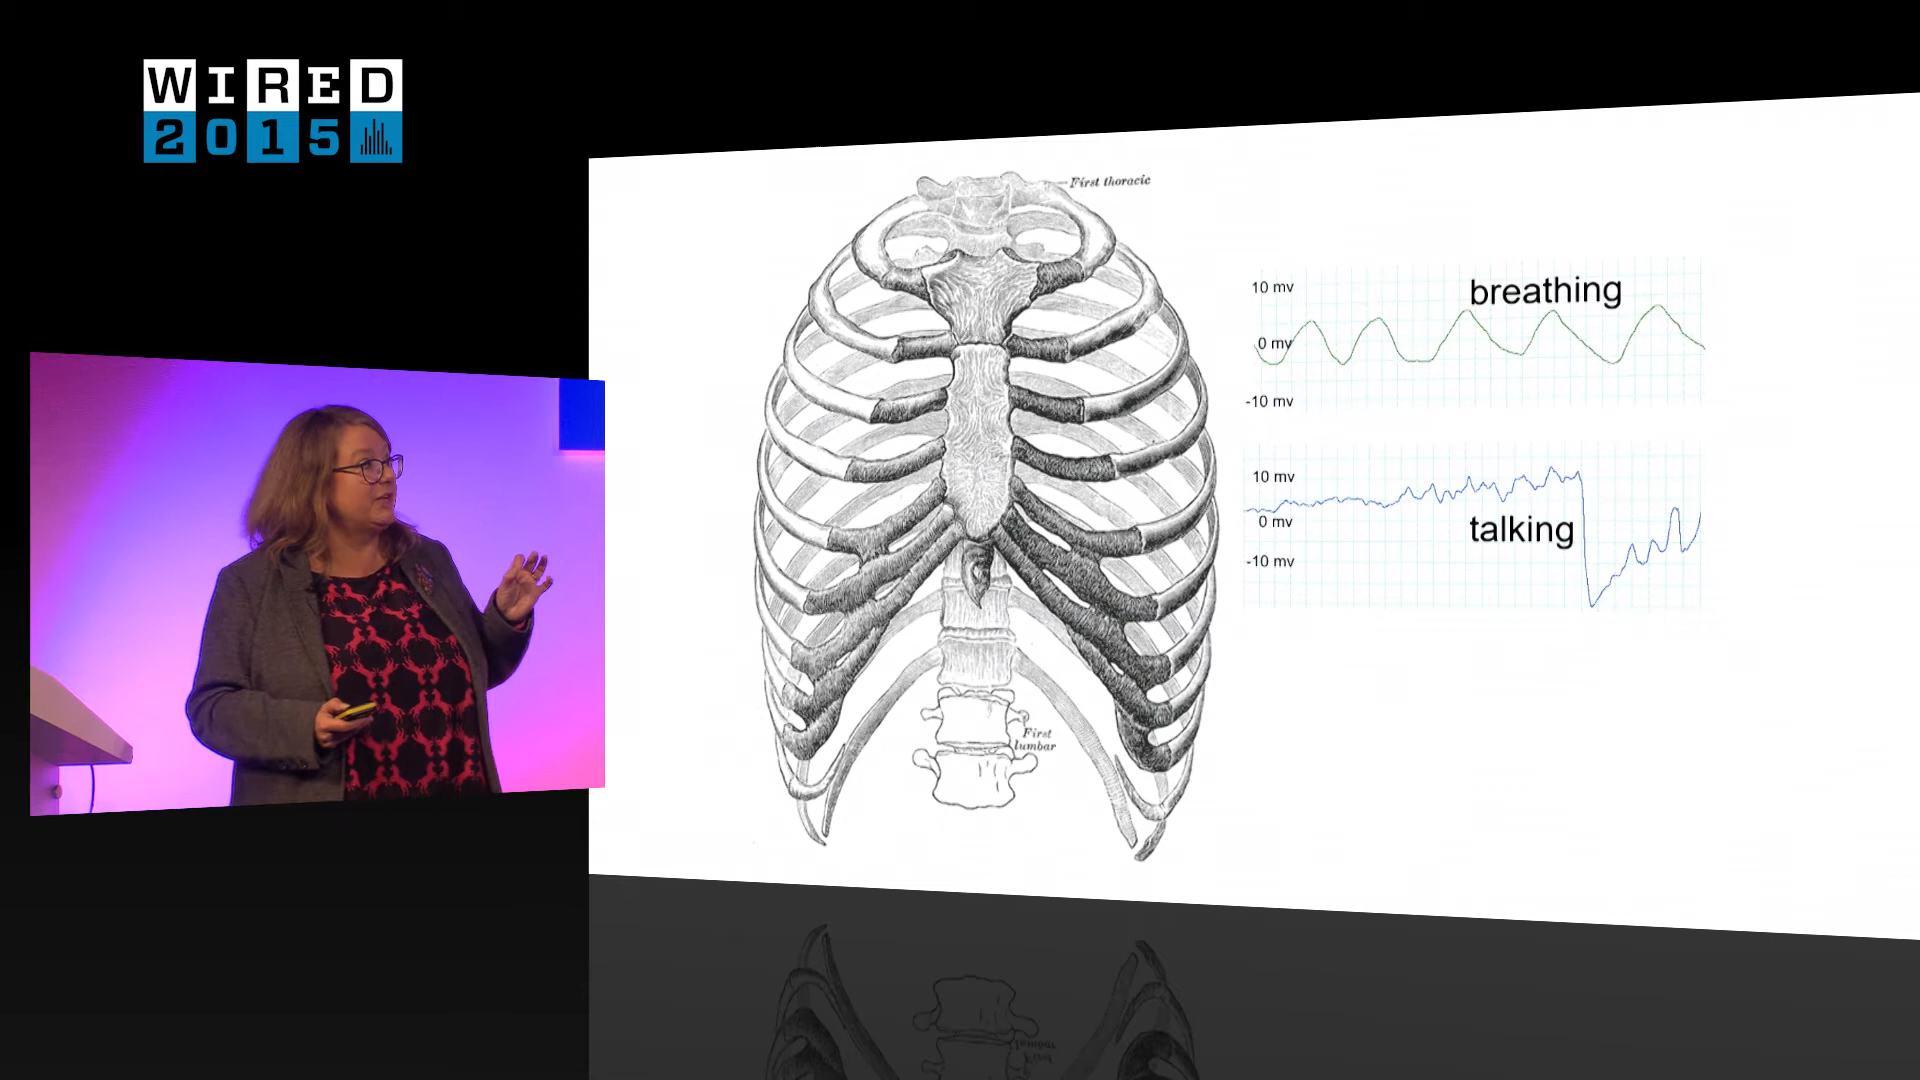 WIRED
2015
First thoracic
10 mv
breathing
0 mv
-10 mv
10 mv
0 mv
talking
-10 mv
First
lumbar